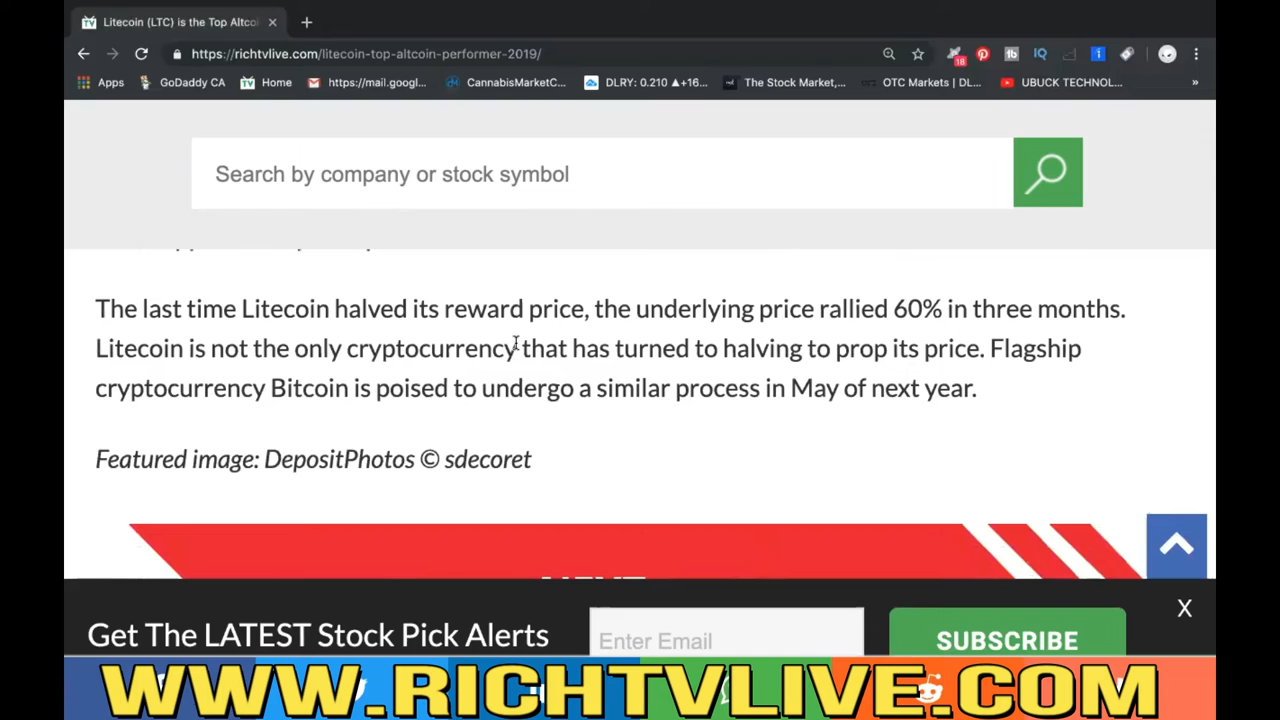 Litecoin (LTC) is the Top Altco
https://richtvlive.com/litecoin-top-altcoin-performer-2019/
18
IQ
Apps GoDaddy CA Home https://mail.googl... CannabisMarketC... DLRY: 0.210 ▲+16... The Stock Market,... OTC Markets | DL... UBUCK TECHNOL... »
Search by company or stock symbol
The last time Litecoin halved its reward price, the underlying price rallied 60% in three months.
Litecoin is not the only cryptocurrency that has turned to halving to prop its price. Flagship
cryptocurrency Bitcoin is poised to undergo a similar process in May of next year.
Featured image: DepositPhotos © sdecoret
Get The LATEST Stock Pick Alerts
Enter Email
SUBSCRIBE
X
WWW.RICHTVLIVE.COM